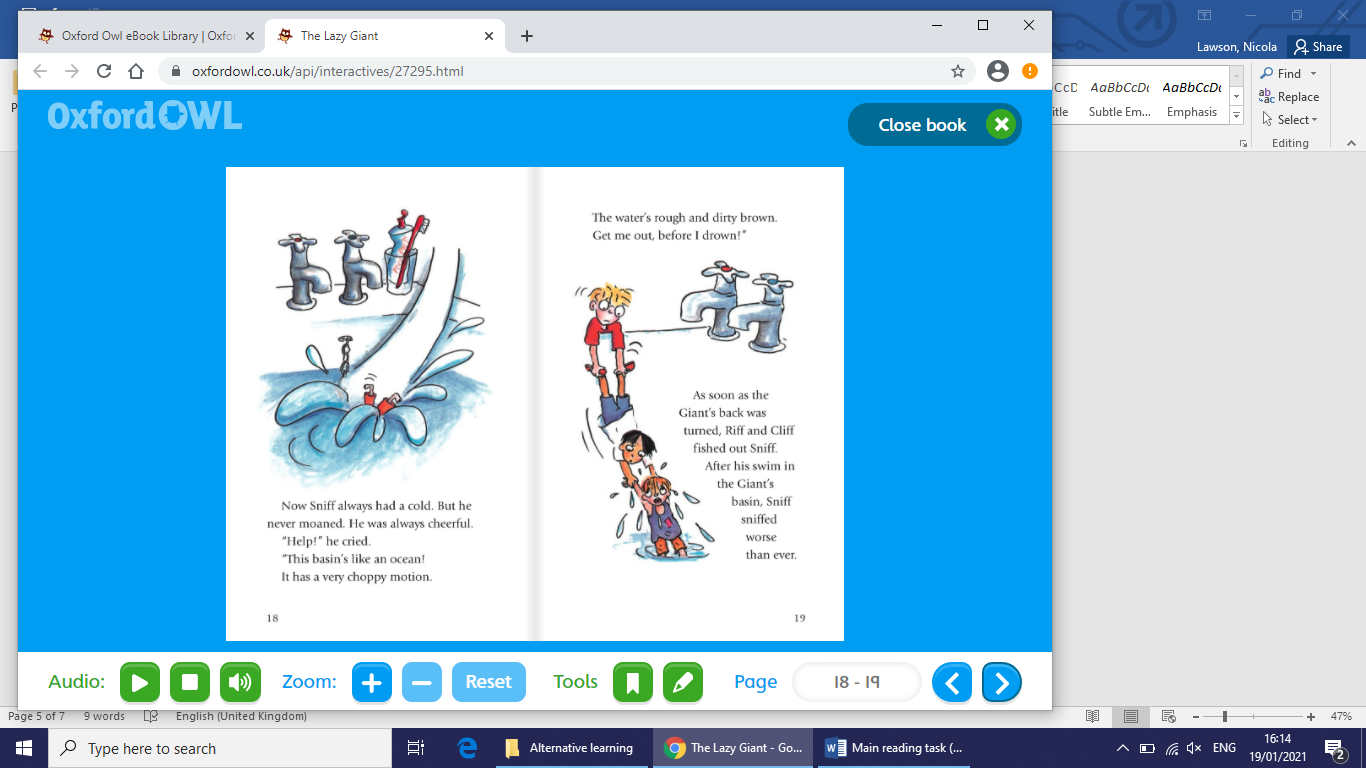 Oxford Owl eBook Library | Oxfo
The Lazy Giant
oxfordowl.co.uk/api/interactives/27295.html
Lawson, Nicola
Share
Find
Replace
Select
Editing
AaBbCcDc
AaBbCcDc
Subtle Em...
Emphasis
Oxford OWL
Close book
Now Sniff always had a cold. But he
never moaned. He was always cheerful.
"Help!" he cried.
"This basin's like an ocean!
It has a very choppy motion.
18
The water's rough and dirty brown.
Get me out, before I drown!"
As soon as the
Giant's back was
turned, Riff and Cliff
fished out Sniff.
After his swim in
the Giant's
basin, Sniff
sniffed
worse
than ever.
19
Audio:
Zoom:
Reset
Tools
Page
18 - 19
Page 5 of 7
9 words
English (United Kingdom)
47%
Type here to search
Alternative learning
The Lazy Giant - Go...
Main reading task (...
ENG
16:14
19/01/2021
2